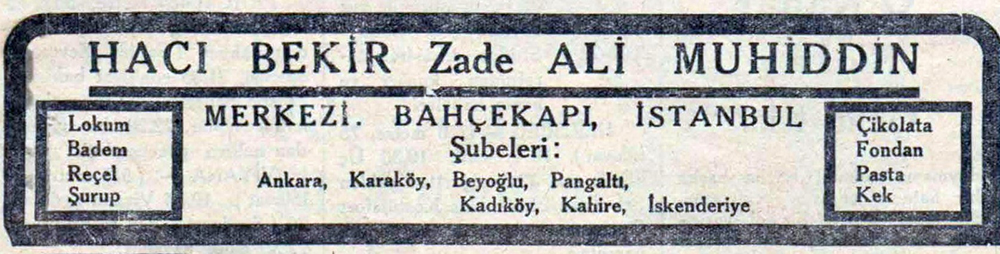 HACI BEKİR Zade ALİ MUHİDDİN
MERKEZİ. BAHÇEKAPI, İSTANBUL
Şubeleri:
Ankara, Karaköy, Beyoğlu, Pangaltı,
Kadıköy, Kahire, İskenderiye
Lokum
Badem
Reçel
Şurup
Çikolata
Fondan
Pasta
Kek